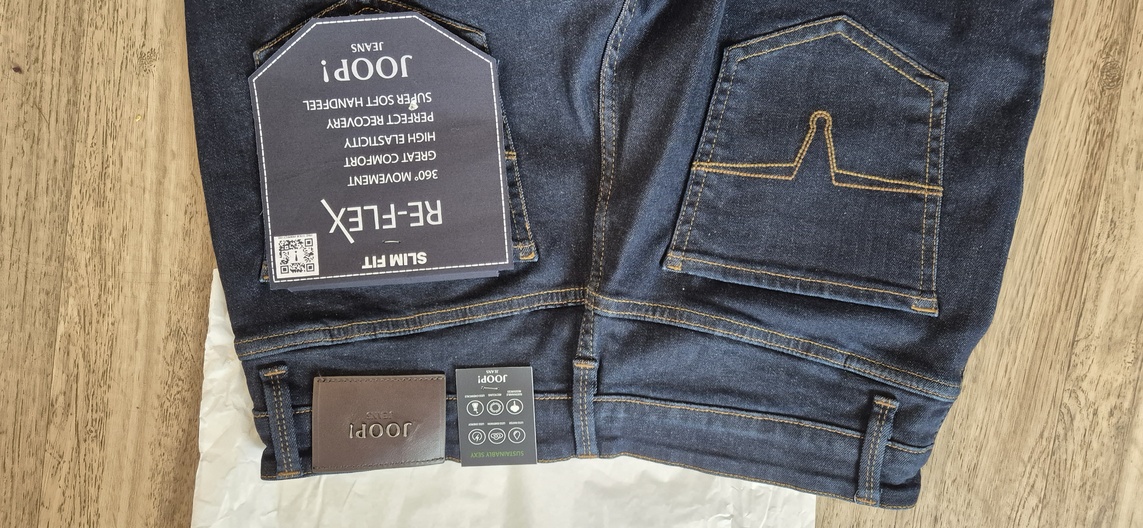 SLIM FIT
RE-FLEX
360° MOVEMENT
GREAT COMFORT
HIGH ELASTICITY
PERFECT RECOVERY
SUPER SOFT HANDFEEL
JOOP!
JEANS
JOOP!
JEANS
SUSTAINABLY SEXY
JOOP!
JEANS